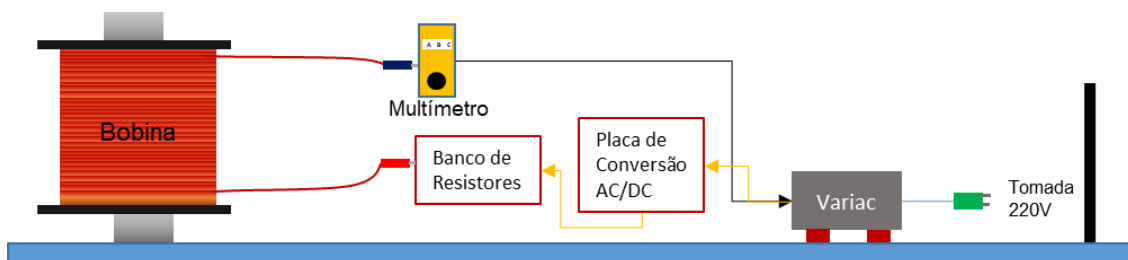 Bobina
A B C
Multímetro
Banco de
Resistores
Placa de
Conversão
AC/DC
Variac
Tomada
220V